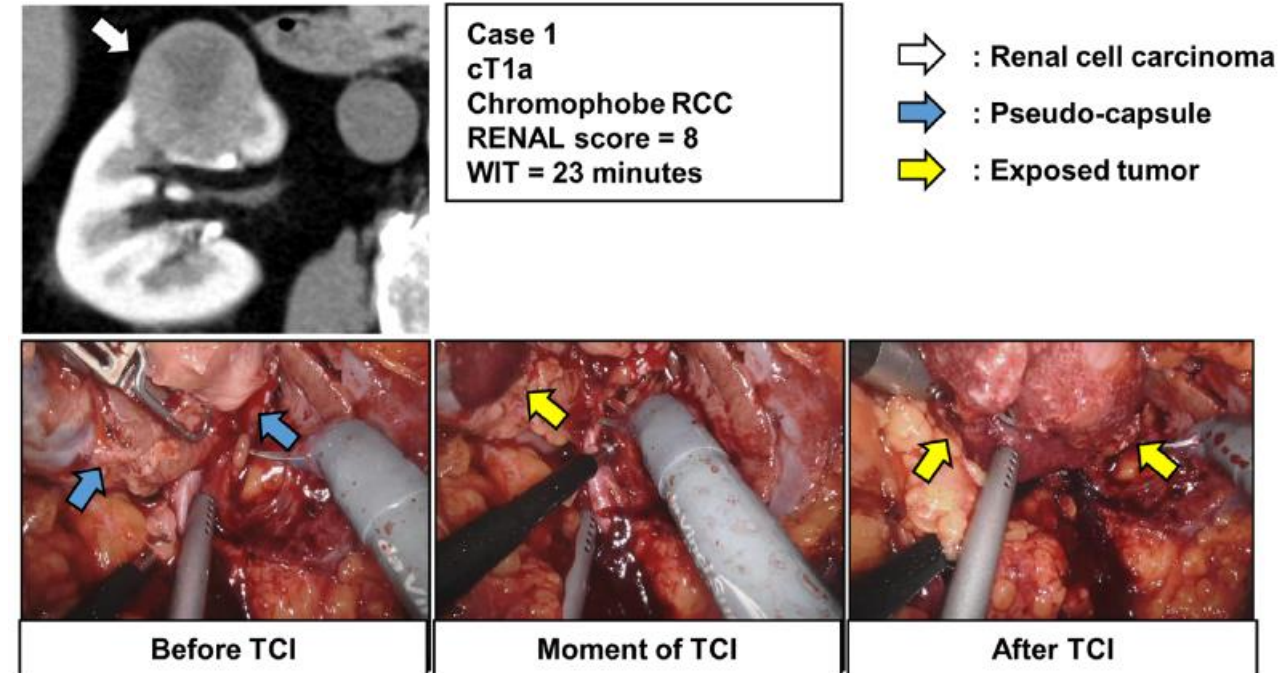 Case 1
cT1a
Chromophobe RCC
RENAL score = 8
WIT = 23 minutes
: Renal cell carcinoma
: Pseudo-capsule
: Exposed tumor
Before TCI
Moment of TCI
After TCI